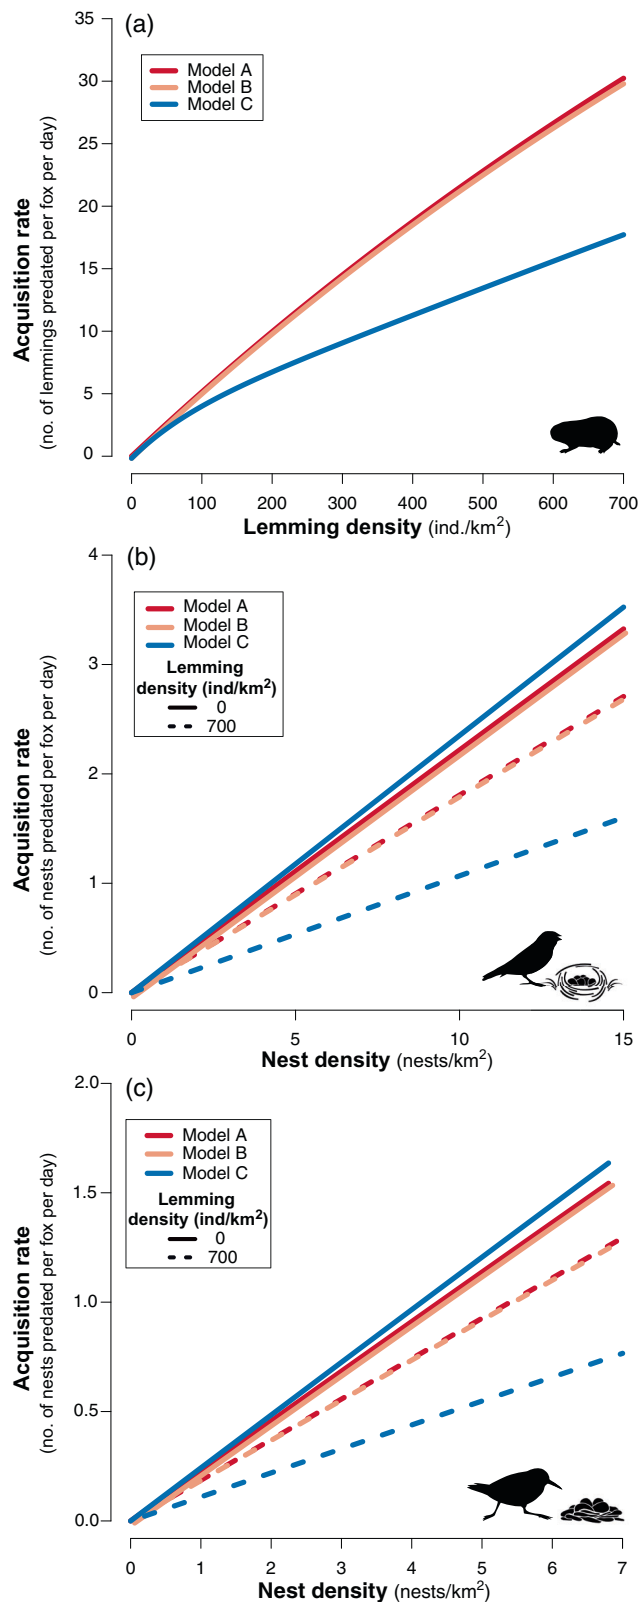 (a)
35
30
25
20
15
10
5
0
Acquisition rate
(no. of lemmings predated per fox per day)
Model A
Model B
Model C
0 100 200 300 400 500 600 700
Lemming density (ind./km²)
(b)
4
3
2
1
0
Acquisition rate
(no. of nests predated per fox per day)
Model A
Model B
Model C
Lemming
density (ind/km²)
0
700
0 5 10 15
Nest density (nests/km²)
(c)
2.0
1.5
1.0
0.5
0.0
Acquisition rate
(no. of nests predated per fox per day)
Model A
Model B
Model C
Lemming
density (ind/km²)
0
700
0 1 2 3 4 5 6 7
Nest density (nests/km²)